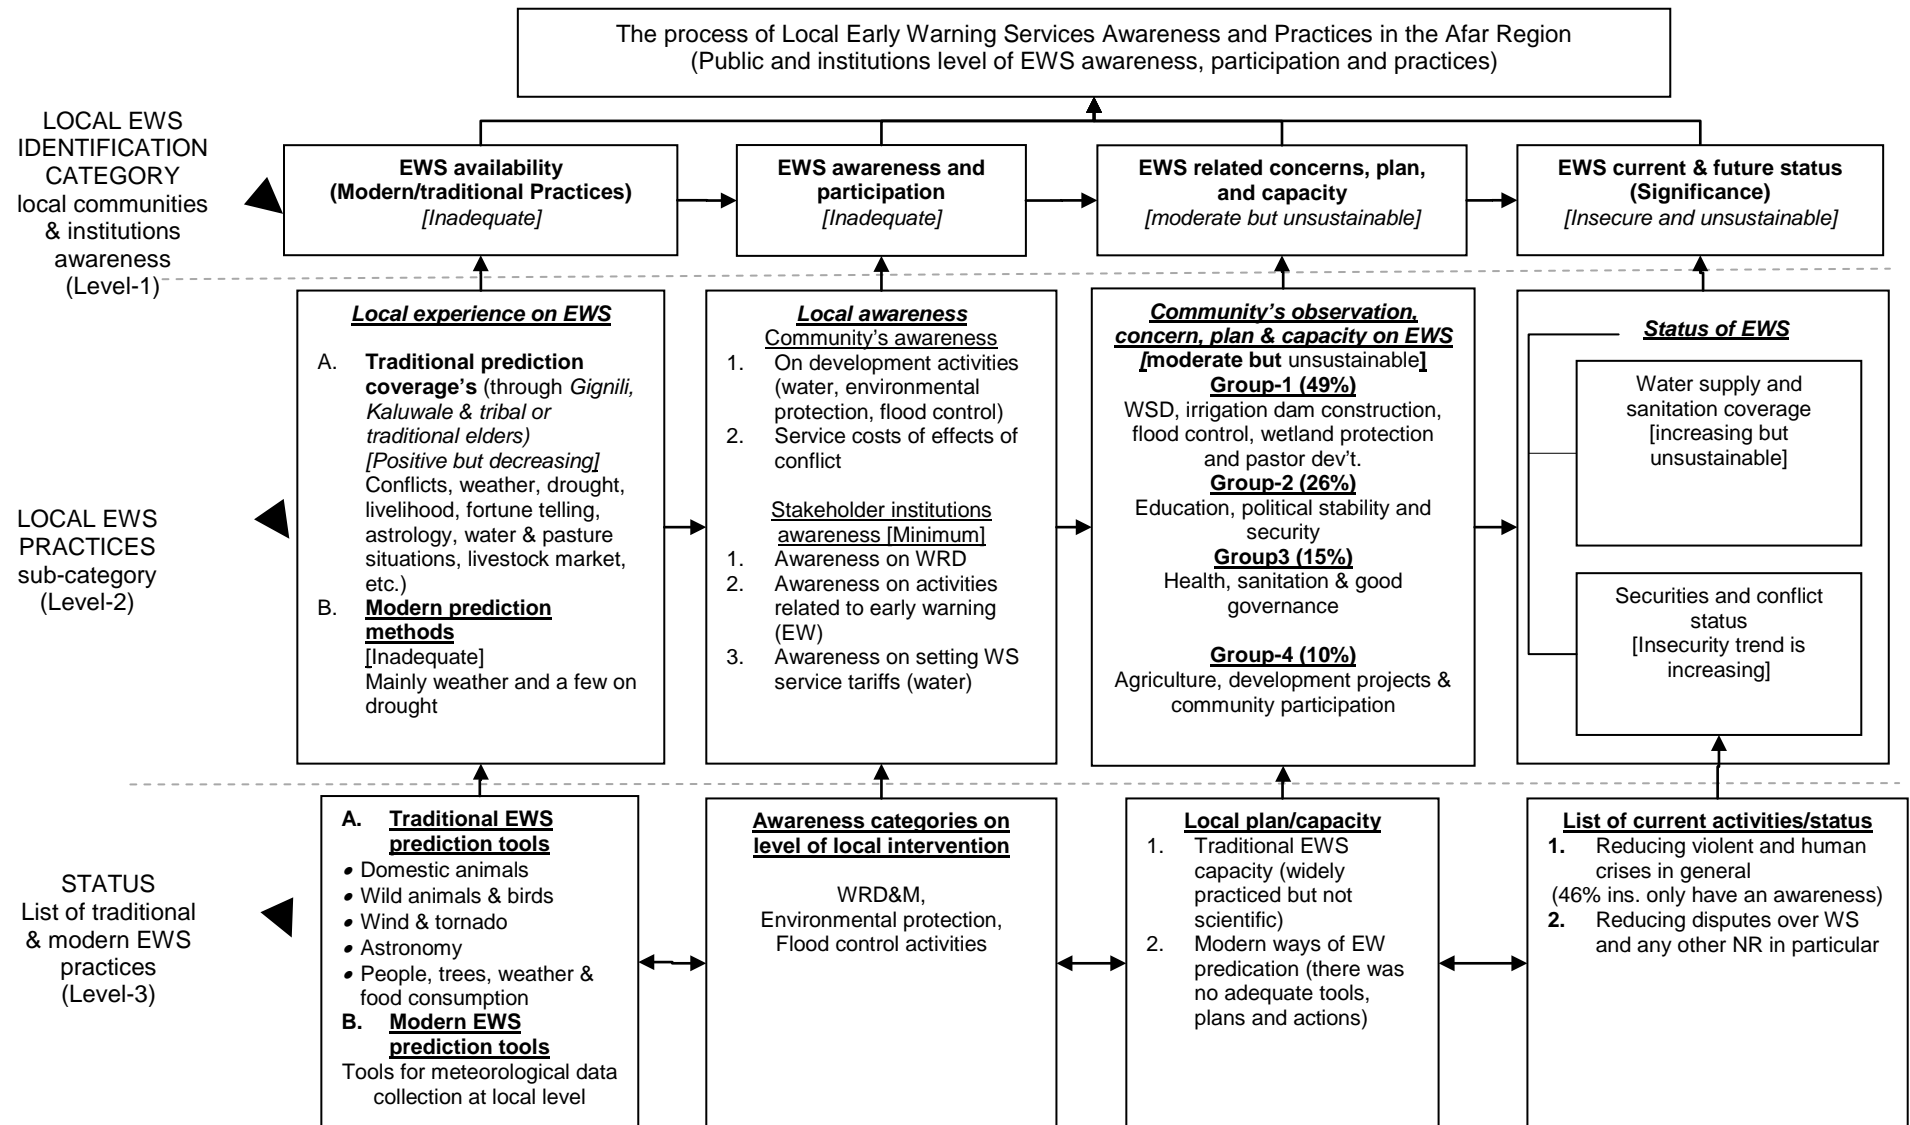 The process of Local Early Warning Services Awareness and Practices in the Afar Region
(Public and institutions level of EWS awareness, participation and practices)
LOCAL EWS
IDENTIFICATION
CATEGORY
local communities
& institutions
awareness
(Level-1)
EWS availability
(Modern/traditional Practices)
[Inadequate]
EWS awareness and
participation
[Inadequate]
EWS related concerns, plan,
and capacity
[moderate but unsustainable]
EWS current & future status
(Significance)
[Insecure and unsustainable]
LOCAL EWS
PRACTICES
sub-category
(Level-2)
Local experience on EWS
A. Traditional prediction
coverage's (through Gignili,
Kaluwale & tribal or
traditional elders)
[Positive but decreasing]
Conflicts, weather, drought,
livelihood, fortune telling,
astrology, water & pasture
situations, livestock market,
etc.)
B. Modern prediction
methods
[Inadequate]
Mainly weather and a few on
drought
Local awareness
Community's awareness
1. On development activities
(water, environmental
protection, flood control)
2. Service costs of effects of
conflict
Stakeholder institutions
awareness [Minimum]
1. Awareness on WRD
2. Awareness on activities
related to early warning
(EW)
3. Awareness on setting WS
service tariffs (water)
Community's observation,
concern, plan & capacity on EWS
[moderate but unsustainable]
Group-1 (49%)
WSD, irrigation dam construction,
flood control, wetland protection
and pastor dev't.
Group-2 (26%)
Education, political stability and
security
Group3 (15%)
Health, sanitation & good
governance
Group-4 (10%)
Agriculture, development projects &
community participation
Status of EWS
Water supply and
sanitation coverage
[increasing but
unsustainable]
Securities and conflict
status
[Insecurity trend is
increasing]
STATUS
List of traditional
& modern EWS
practices
(Level-3)
A. Traditional EWS
prediction tools
• Domestic animals
• Wild animals & birds
• Wind & tornado
• Astronomy
• People, trees, weather &
food consumption
B. Modern EWS
prediction tools
Tools for meteorological data
collection at local level
Awareness categories on
level of local intervention
WRD&M,
Environmental protection,
Flood control activities
Local plan/capacity
1. Traditional EWS
capacity (widely
practiced but not
scientific)
2. Modern ways of EW
predication (there was
no adequate tools,
plans and actions)
List of current activities/status
1. Reducing violent and human
crises in general
(46% ins. only have an awareness)
2. Reducing disputes over WS
and any other NR in particular